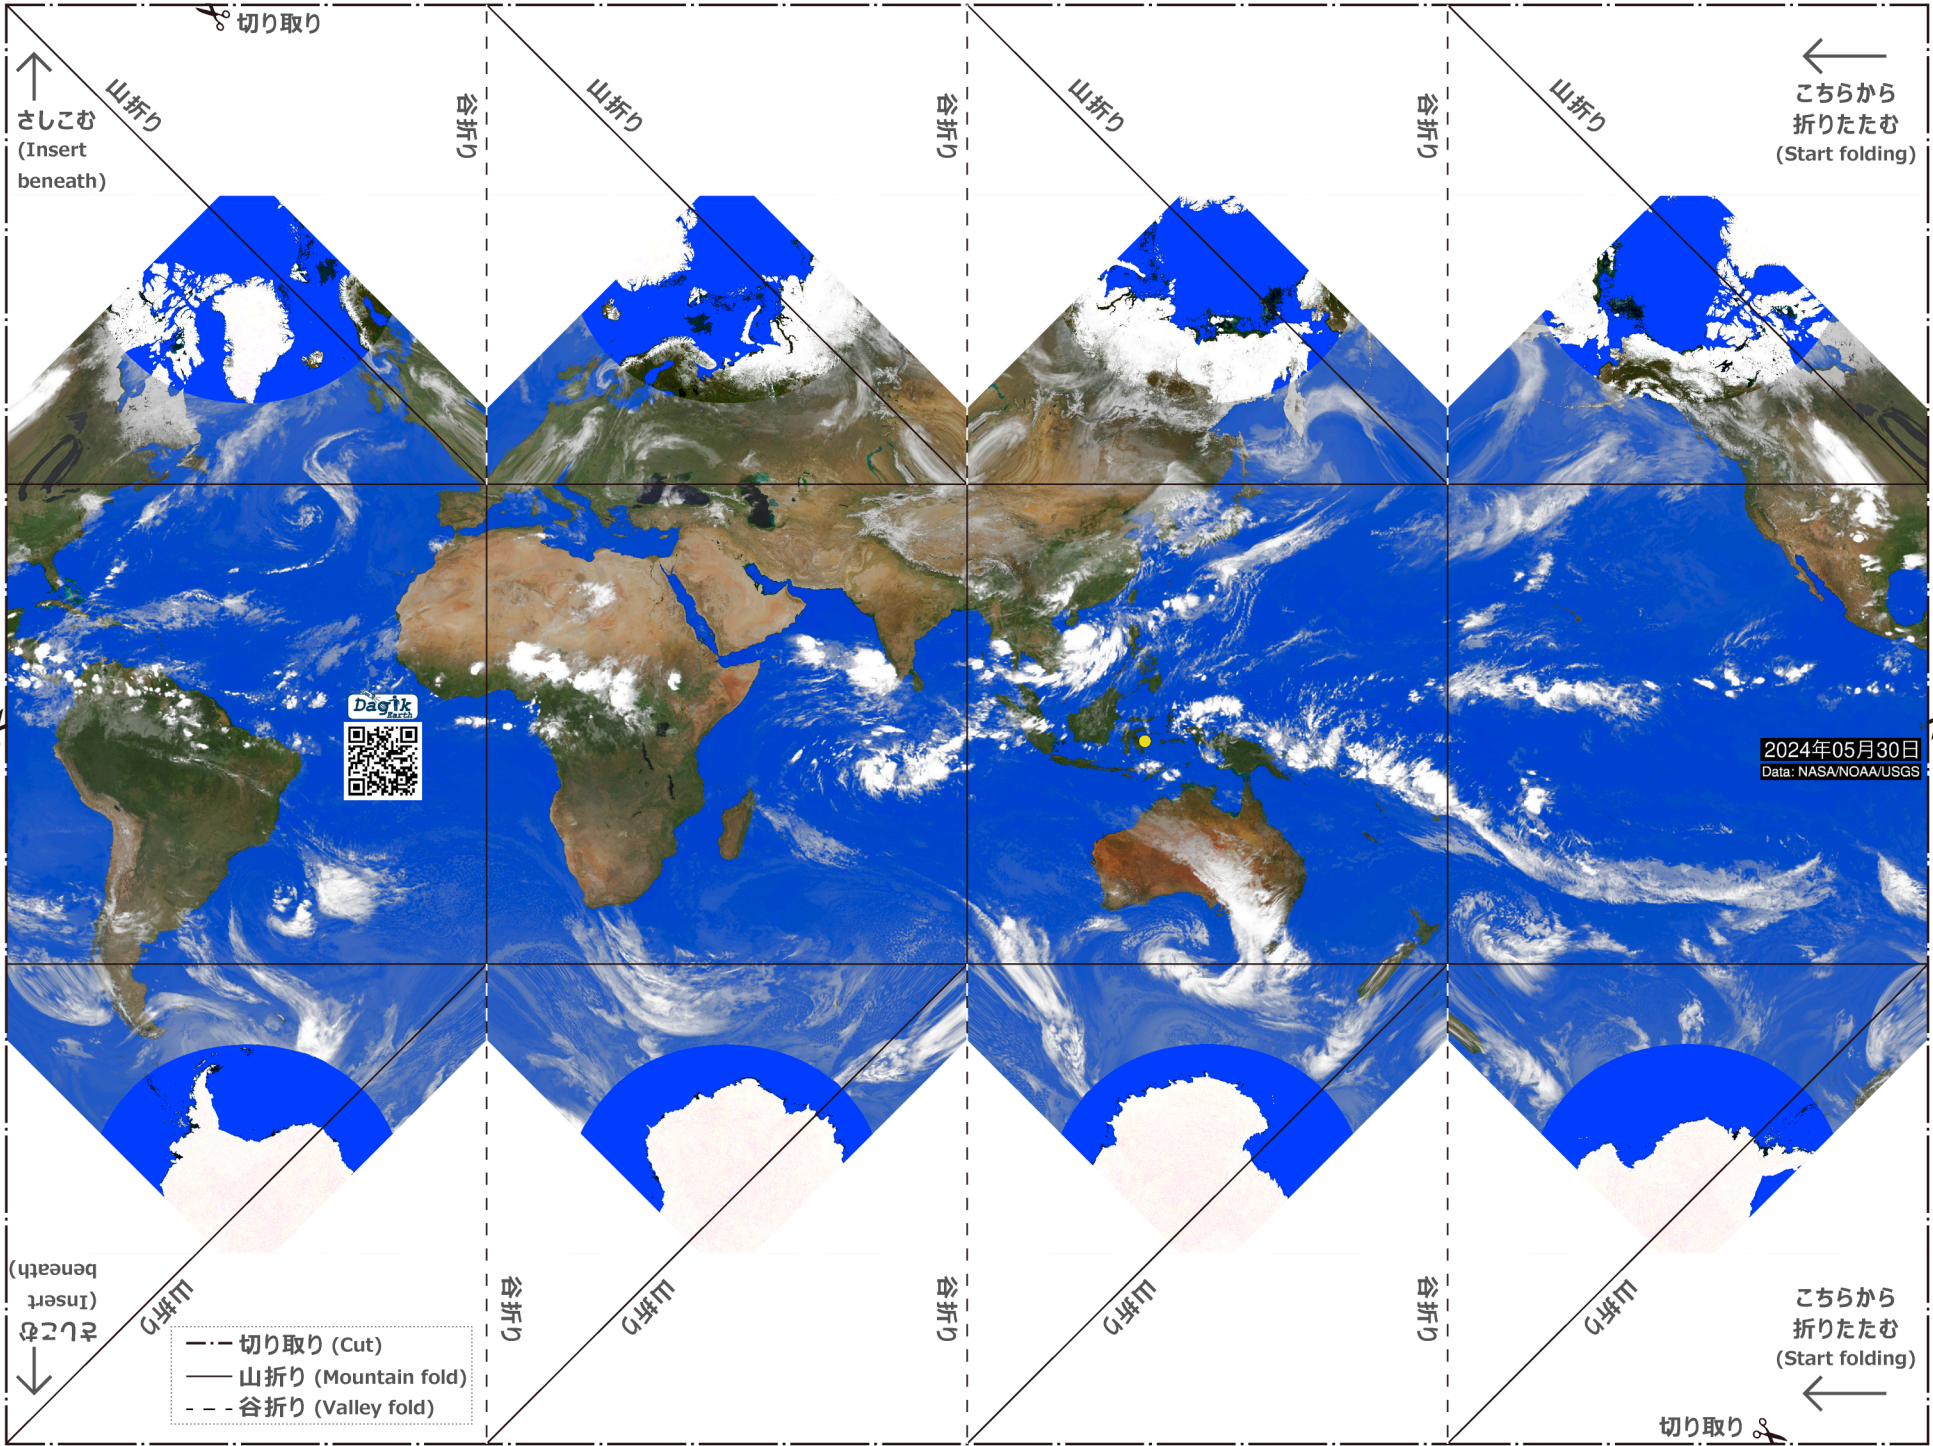 切り取り
山折り
谷折り
山折り
谷折り
山折り
谷折り
山折り
さしこむ
(Insert
beneath)
こちらから
折りたたむ
(Start folding)
Dagik
Earth
2024年05月30日
Data: NASA/NOAA/USGS
さしこむ
(Insert
beneath)
山折り
谷折り
山折り
谷折り
山折り
谷折り
山折り
切り取り (Cut)
山折り (Mountain fold)
谷折り (Valley fold)
こちらから
折りたたむ
(Start folding)
切り取り